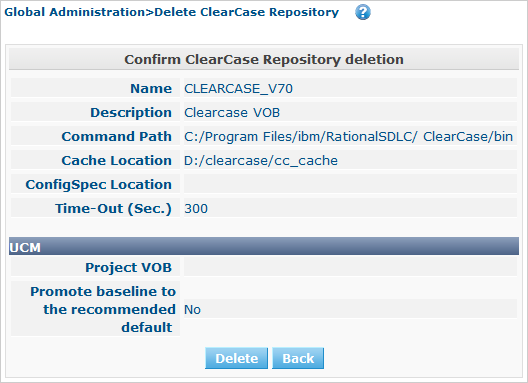 Global Administration>Delete ClearCase Repository ?
Confirm ClearCase Repository deletion
Name CLEARCASE_V70
Description Clearcase VOB
Command Path C:/Program Files/ibm/RationalSDLC/ ClearCase/bin
Cache Location D:/clearcase/cc_cache
ConfigSpec Location
Time-Out (Sec.) 300
UCM
Project VOB
Promote baseline to
the recommended No
default
Delete Back